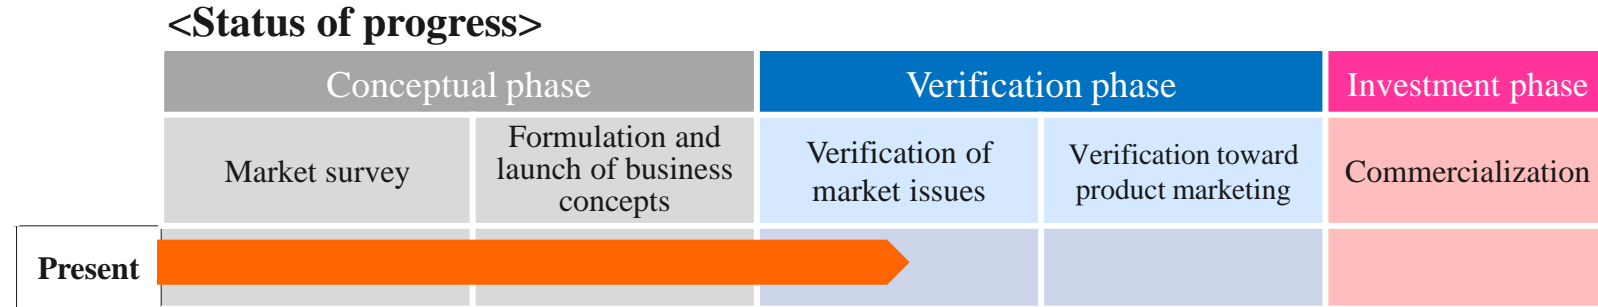 <Status of progress>
Conceptual phase
Verification phase
Investment phase
Market survey
Formulation and
launch of business
concepts
Verification of
market issues
Verification toward
product marketing
Commercialization
Present